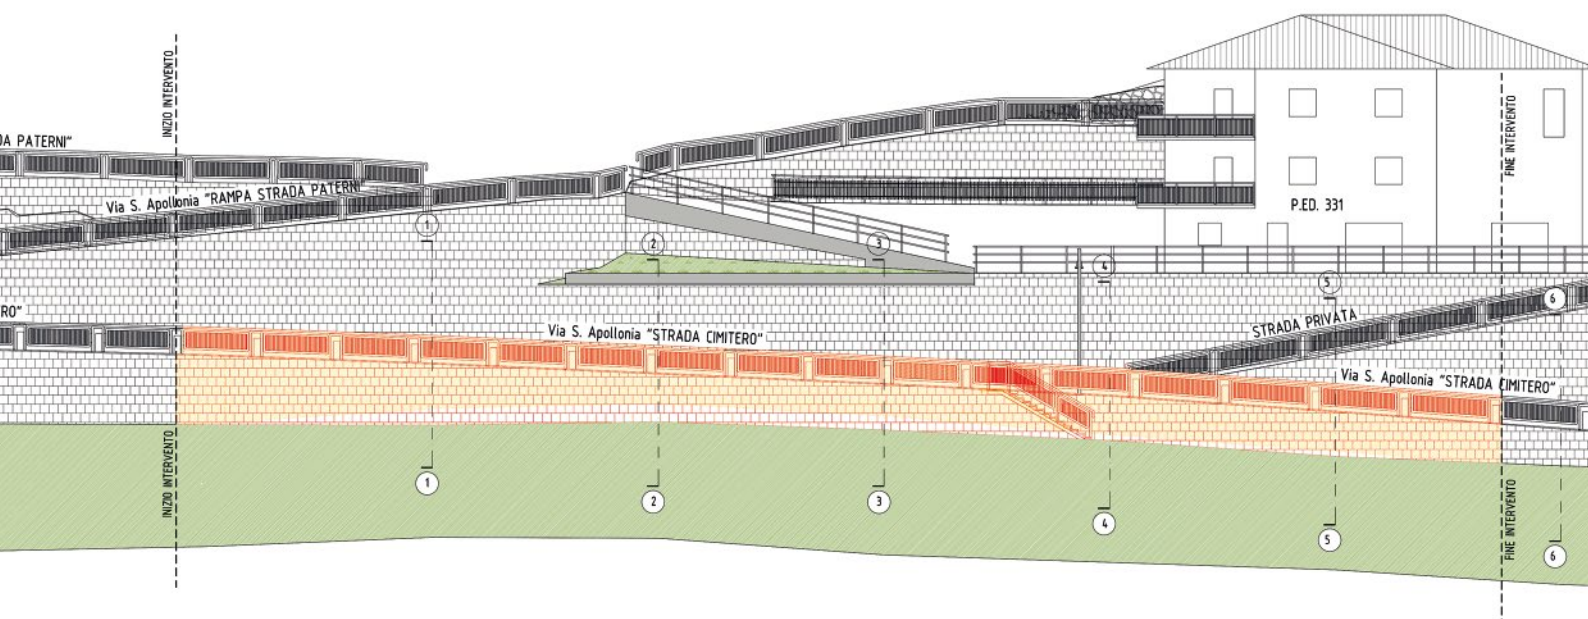 INIZIO INTERVENTO
FINE INTERVENTO
DA PATERNI"
Via S. Apollonia "RAMPA STRADA PATERNI
P.ED. 331
1
2
3
4
5
6
RO"
Via S. Apollonia "STRADA CIMITERO"
STRADA PRIVATA
Via S. Apollonia "STRADA CIMITERO"
INIZIO INTERVENTO
FINE INTERVENTO
1
2
3
4
5
6